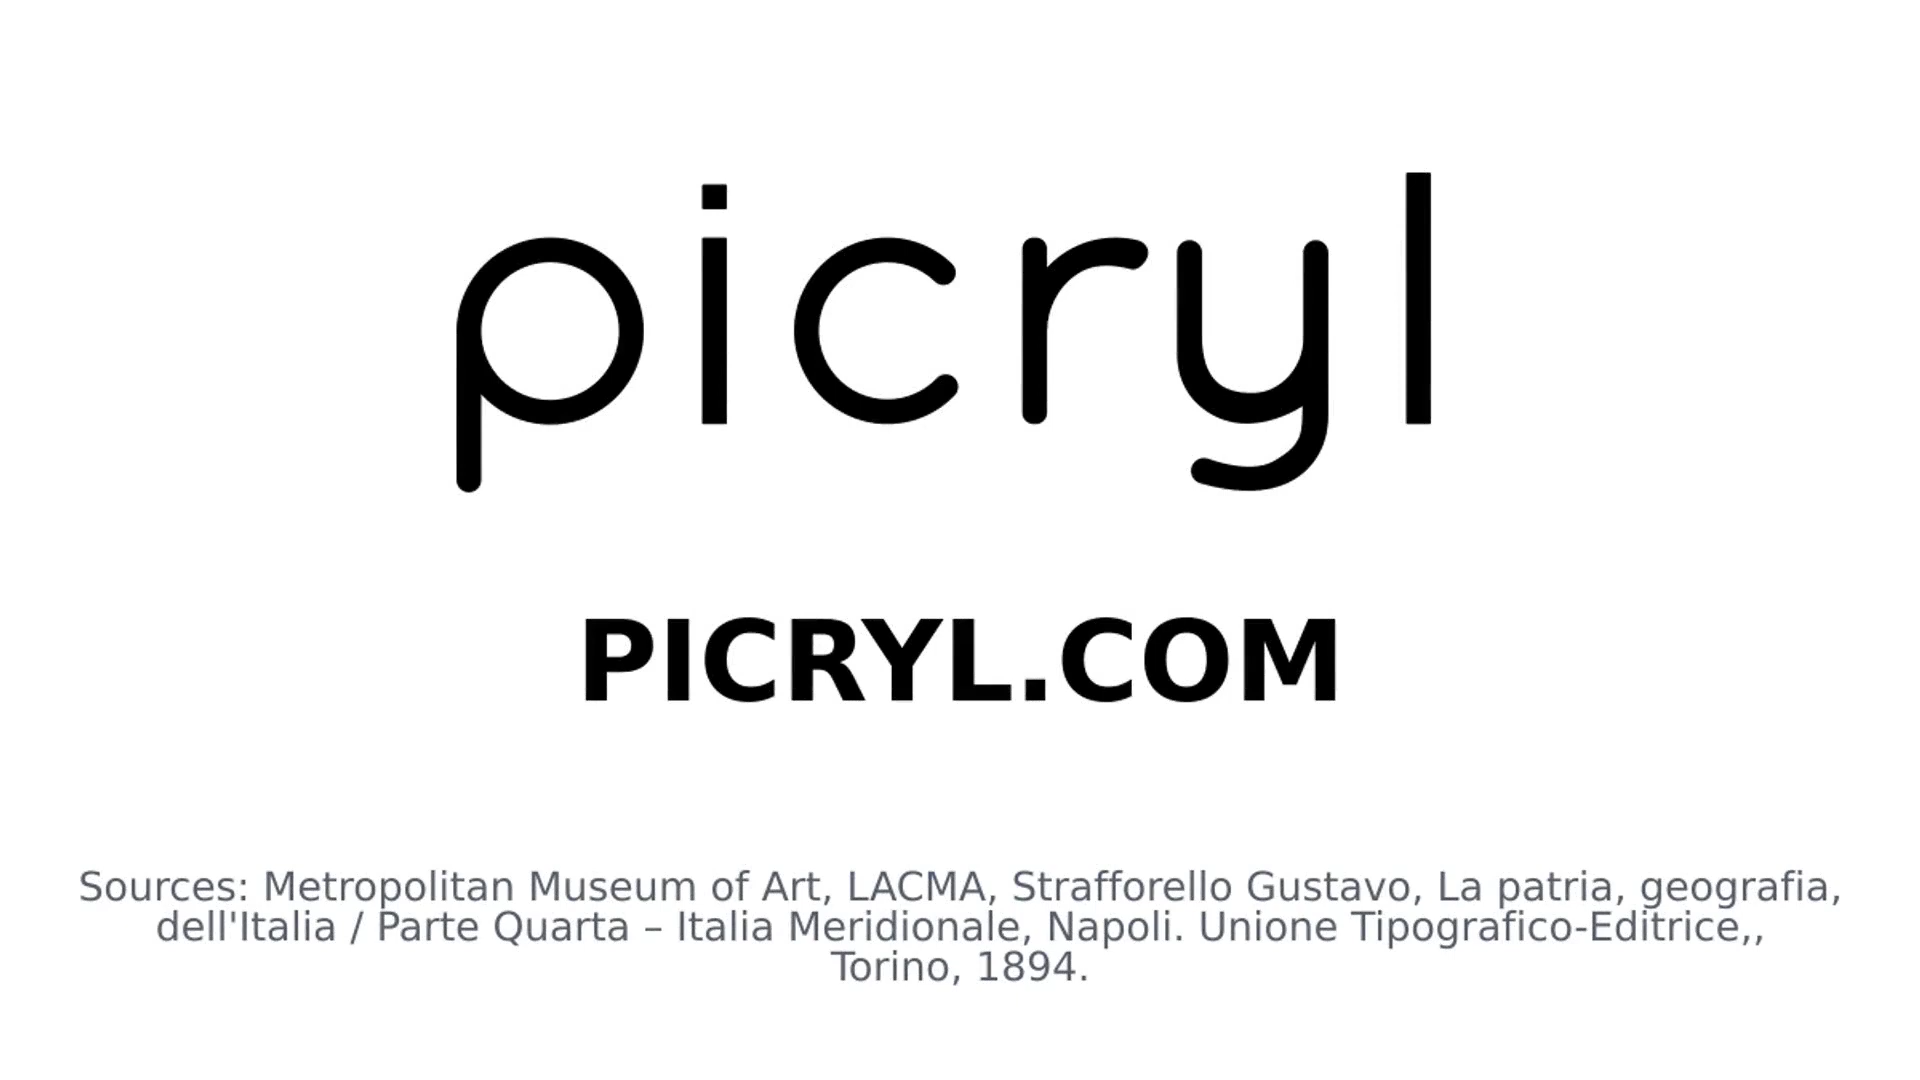 picryl
PICRYL.COM
Sources: Metropolitan Museum of Art, LACMA, Strafforello Gustavo, La patria, geografia,
dell'Italia / Parte Quarta – Italia Meridionale, Napoli. Unione Tipografico-Editrice,,
Torino, 1894.